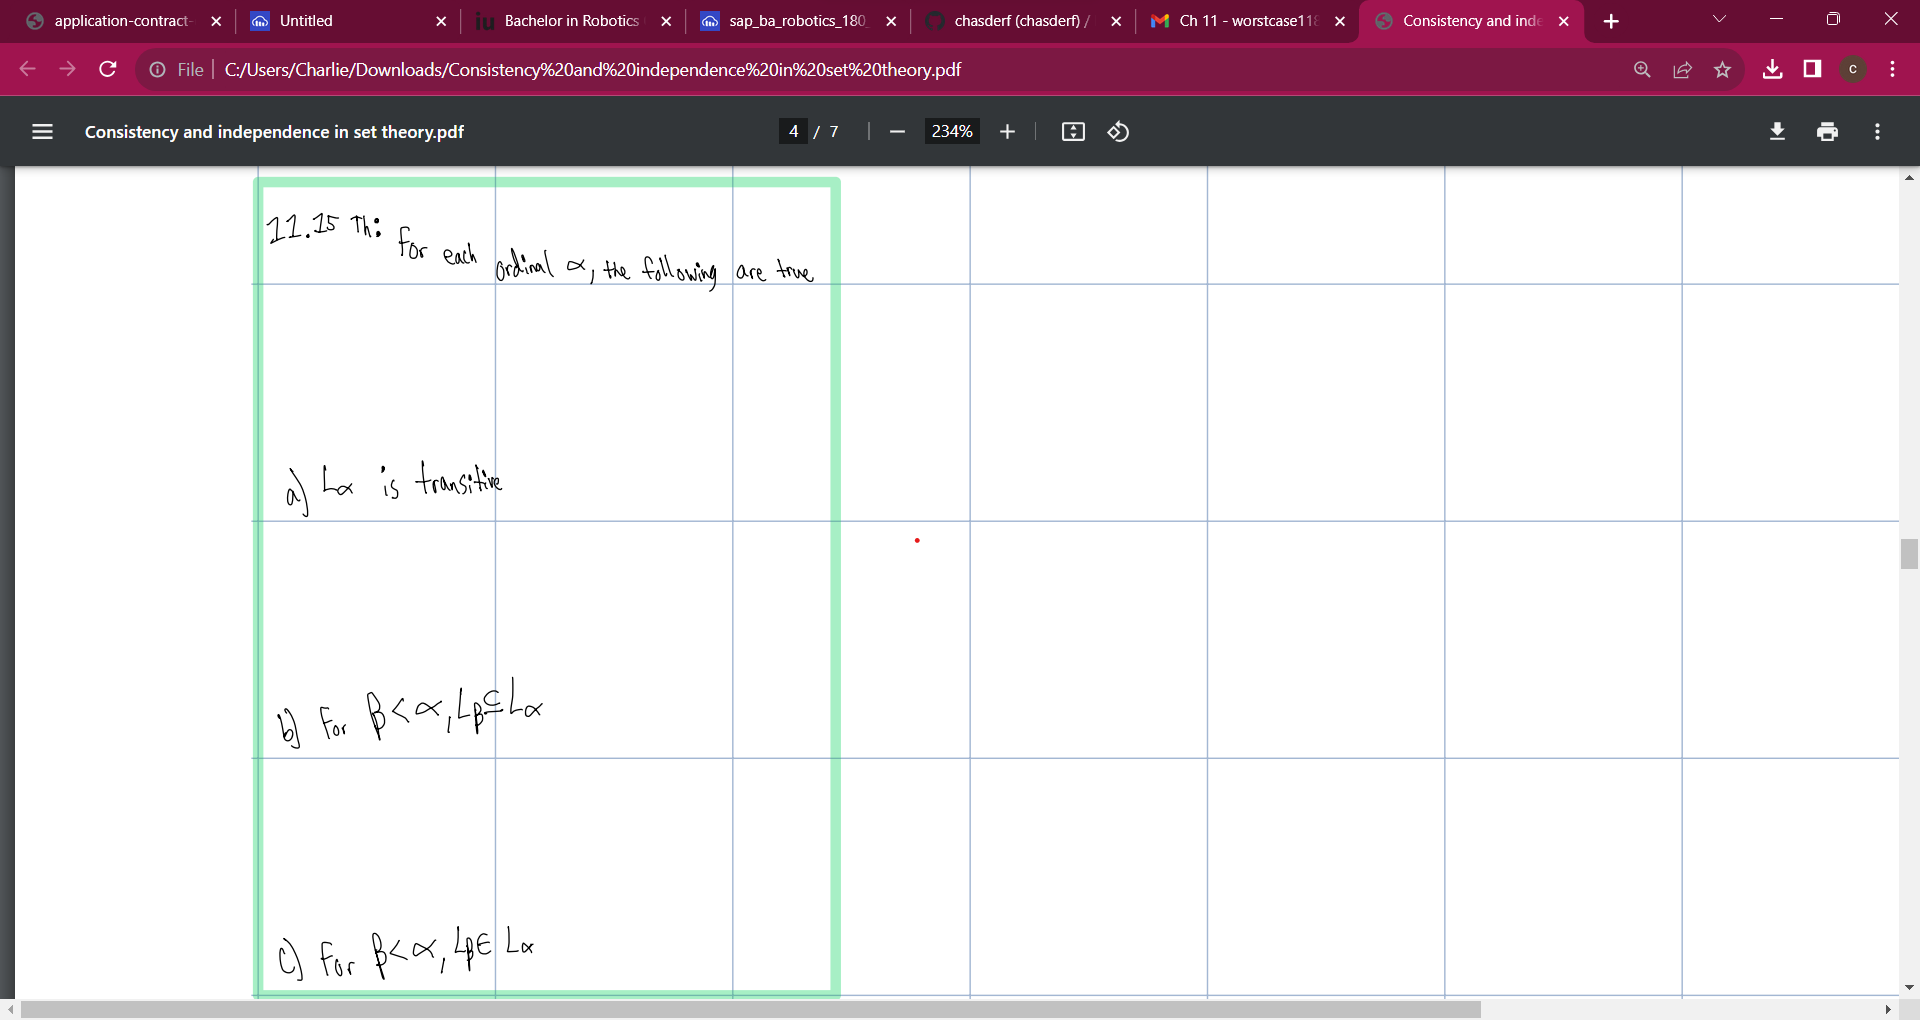 application-contract-
Untitled
iu Bachelor in Robotics
sap_ba_robotics_180
chasderf (chasderf) /
Ch 11 - worstcase118
Consistency and inde
File
C:/Users/Charlie/Downloads/Consistency%20and%20independence%20in%20set%20theory.pdf
c
Consistency and independence in set theory.pdf
4 / 7
234%
11.15 Th: For each ordinal α, the following are true
a) Lα is transitive
b) For β<α, Lβ⊆Lα
c) For β<α, Lβ∈ Lα